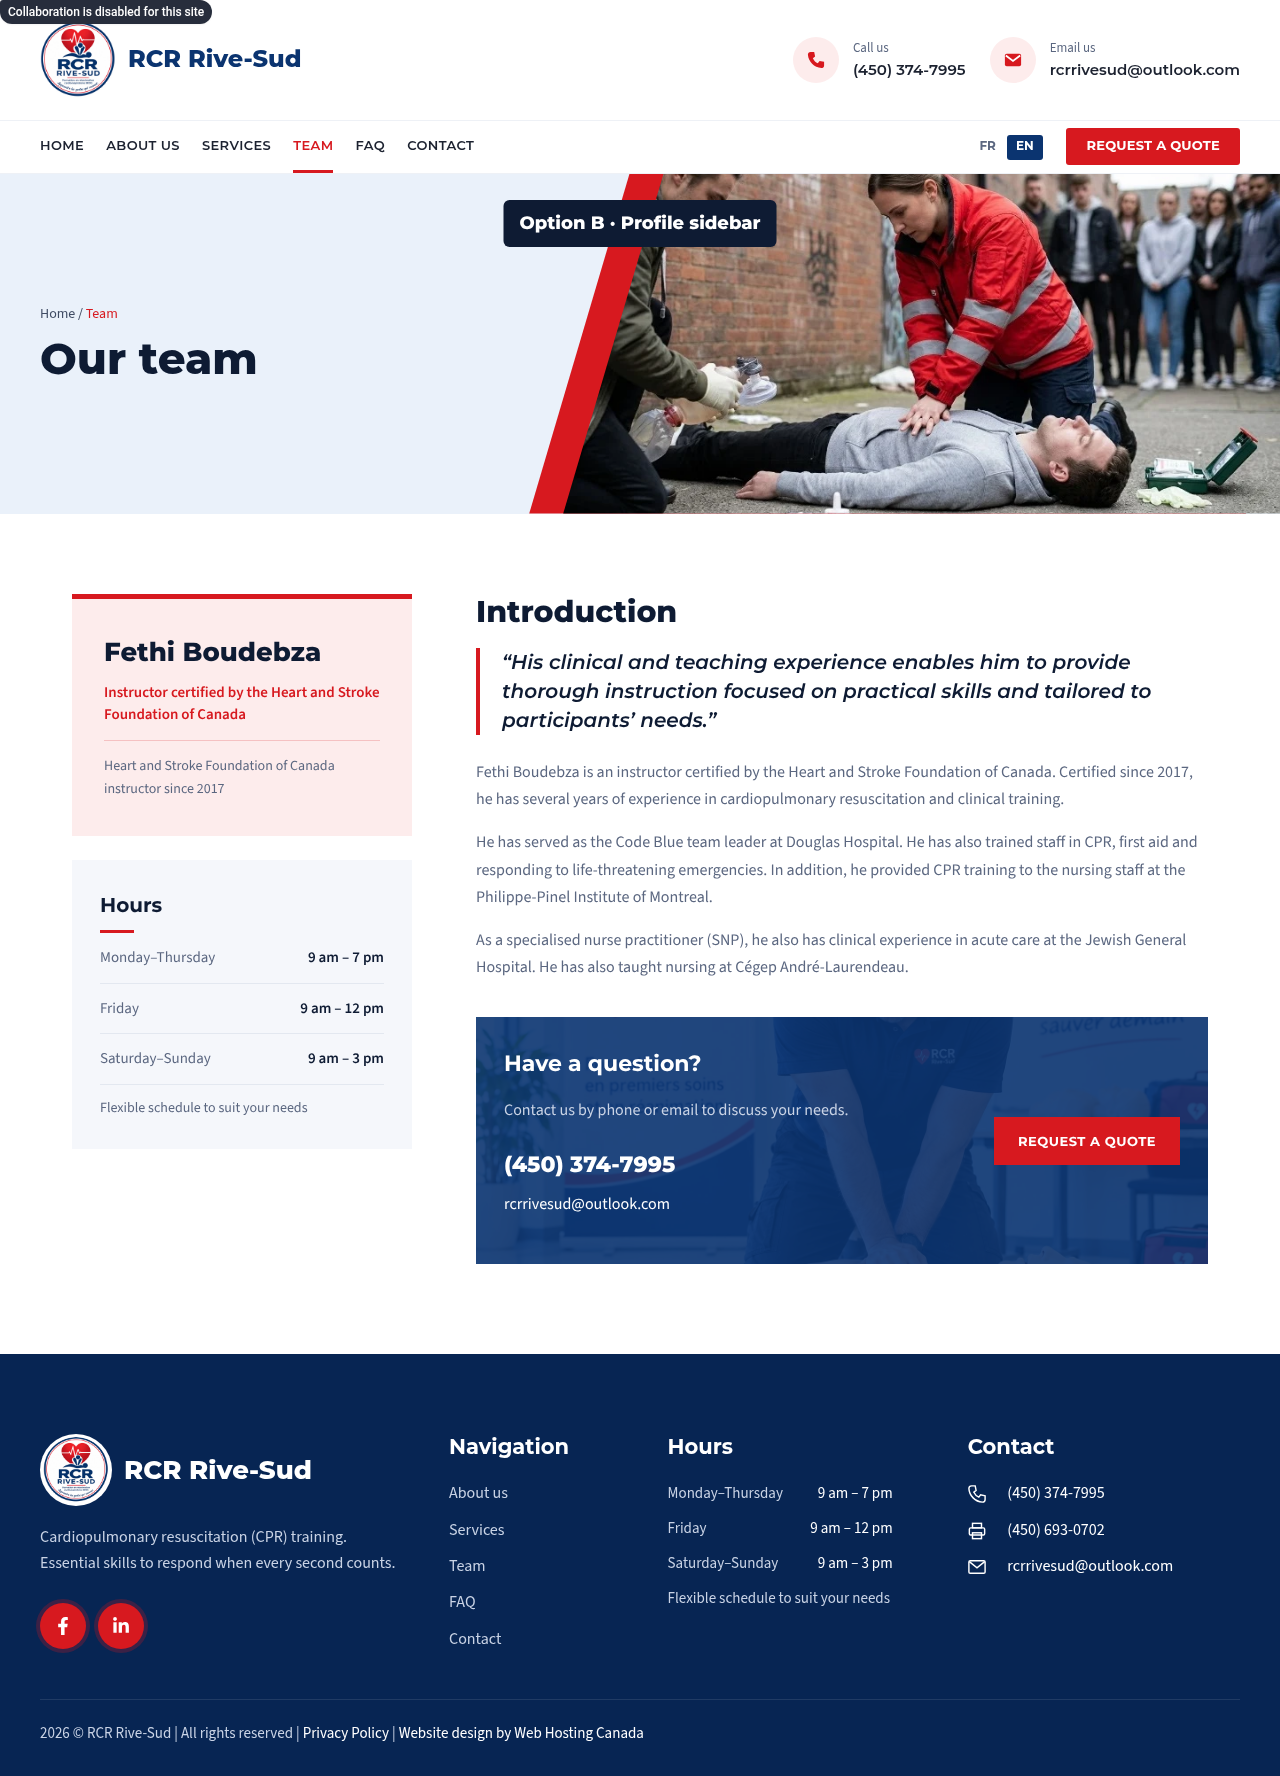 Collaboration is disabled for this site
RCR
RIVE-SUD
RCR Rive-Sud
Call us
(450) 374-7995
Email us
rcrrivesud@outlook.com
HOME
ABOUT US
SERVICES
TEAM
FAQ
CONTACT
FR
EN
REQUEST A QUOTE
Option B · Profile sidebar
Home / Team
Our team
Fethi Boudebza
Instructor certified by the Heart and Stroke
Foundation of Canada
Heart and Stroke Foundation of Canada
instructor since 2017
Hours
Monday–Thursday 9 am – 7 pm
Friday 9 am – 12 pm
Saturday–Sunday 9 am – 3 pm
Flexible schedule to suit your needs
Introduction
“His clinical and teaching experience enables him to provide
thorough instruction focused on practical skills and tailored to
participants’ needs.”
Fethi Boudebza is an instructor certified by the Heart and Stroke Foundation of Canada. Certified since 2017,
he has several years of experience in cardiopulmonary resuscitation and clinical training.
He has served as the Code Blue team leader at Douglas Hospital. He has also trained staff in CPR, first aid and
responding to life-threatening emergencies. In addition, he provided CPR training to the nursing staff at the
Philippe-Pinel Institute of Montreal.
As a specialised nurse practitioner (SNP), he also has clinical experience in acute care at the Jewish General
Hospital. He has also taught nursing at Cégep André-Laurendeau.
sauver demain
RCR
en premiers soins
Have a question?
Contact us by phone or email to discuss your needs.
(450) 374-7995
rcrrivesud@outlook.com
REQUEST A QUOTE
RCR
RIVE-SUD
RCR Rive-Sud
Cardiopulmonary resuscitation (CPR) training.
Essential skills to respond when every second counts.
Navigation
About us
Services
Team
FAQ
Contact
Hours
Monday–Thursday 9 am – 7 pm
Friday 9 am – 12 pm
Saturday–Sunday 9 am – 3 pm
Flexible schedule to suit your needs
Contact
(450) 374-7995
(450) 693-0702
rcrrivesud@outlook.com
2026 © RCR Rive-Sud | All rights reserved | Privacy Policy | Website design by Web Hosting Canada